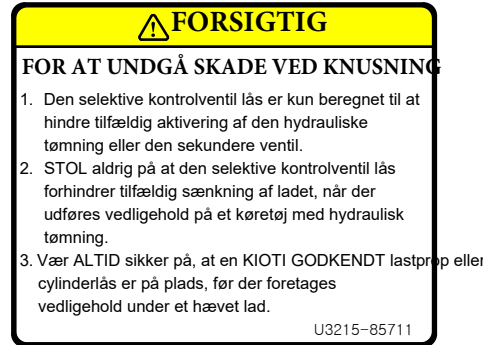 FORSIGTIG
FOR AT UNDGÅ SKADE VED KNUSNING
1. Den selektive kontrolventil lås er kun beregnet til at
hindre tilfældig aktivering af den hydrauliske
tømning eller den sekundere ventil.
2. STOL aldrig på at den selektive kontrolventil lås
forhindrer tilfældig sænkning af ladet, når der
udføres vedligehold på et køretøj med hydraulisk
tømning.
3. Vær ALTID sikker på, at en KIOTI GODKENDT lastprop eller
cylinderlås er på plads, før der foretages
vedligehold under et hævet lad.
U3215-85711